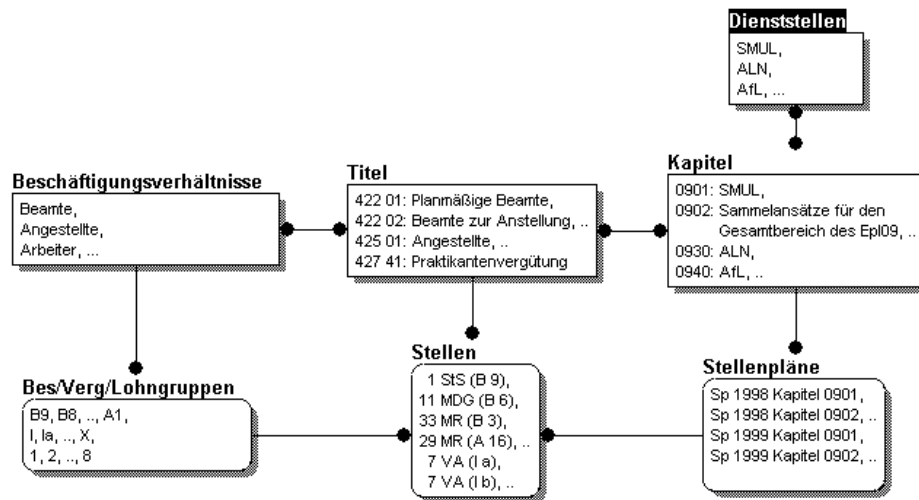 Dienststellen
SMUL,
ALN,
AfL, ...
Beschäftigungsverhältnisse
Beamte,
Angestellte,
Arbeiter, ...
Titel
422 01: Planmäßige Beamte,
422 02: Beamte zur Anstellung, ..
425 01: Angestellte, ..
427 41: Praktikantenvergütung
Kapitel
0901: SMUL,
0902: Sammelansätze für den
Gesamtbereich des Epl09, ..
0930: ALN,
0940: AfL, ..
Bes/Verg/Lohngruppen
B9, B8, .., A1,
I, Ia, .., X,
1, 2, .., 8
Stellen
1 StS (B 9),
11 MDG (B 6),
33 MR (B 3),
29 MR (A 16), ..
7 VA (I a),
7 VA (I b), ..
Stellenpläne
Sp 1998 Kapitel 0901,
Sp 1998 Kapitel 0902, ..
Sp 1999 Kapitel 0901,
Sp 1999 Kapitel 0902, ..